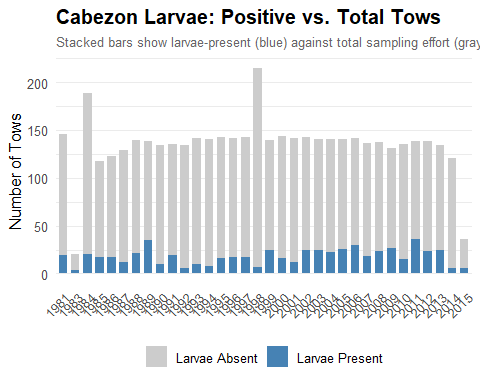 Cabezon Larvae: Positive vs. Total Tows
Stacked bars show larvae-present (blue) against total sampling effort (gray
Number of Tows
200
150
100
50
0
1981 1983 1984 1985 1986 1987 1988 1989 1990 1991 1992 1993 1994 1995 1996 1997 1998 1999 2000 2001 2002 2003 2004 2005 2006 2007 2008 2009 2010 2011 2012 2013 2014 2015
Larvae Absent Larvae Present